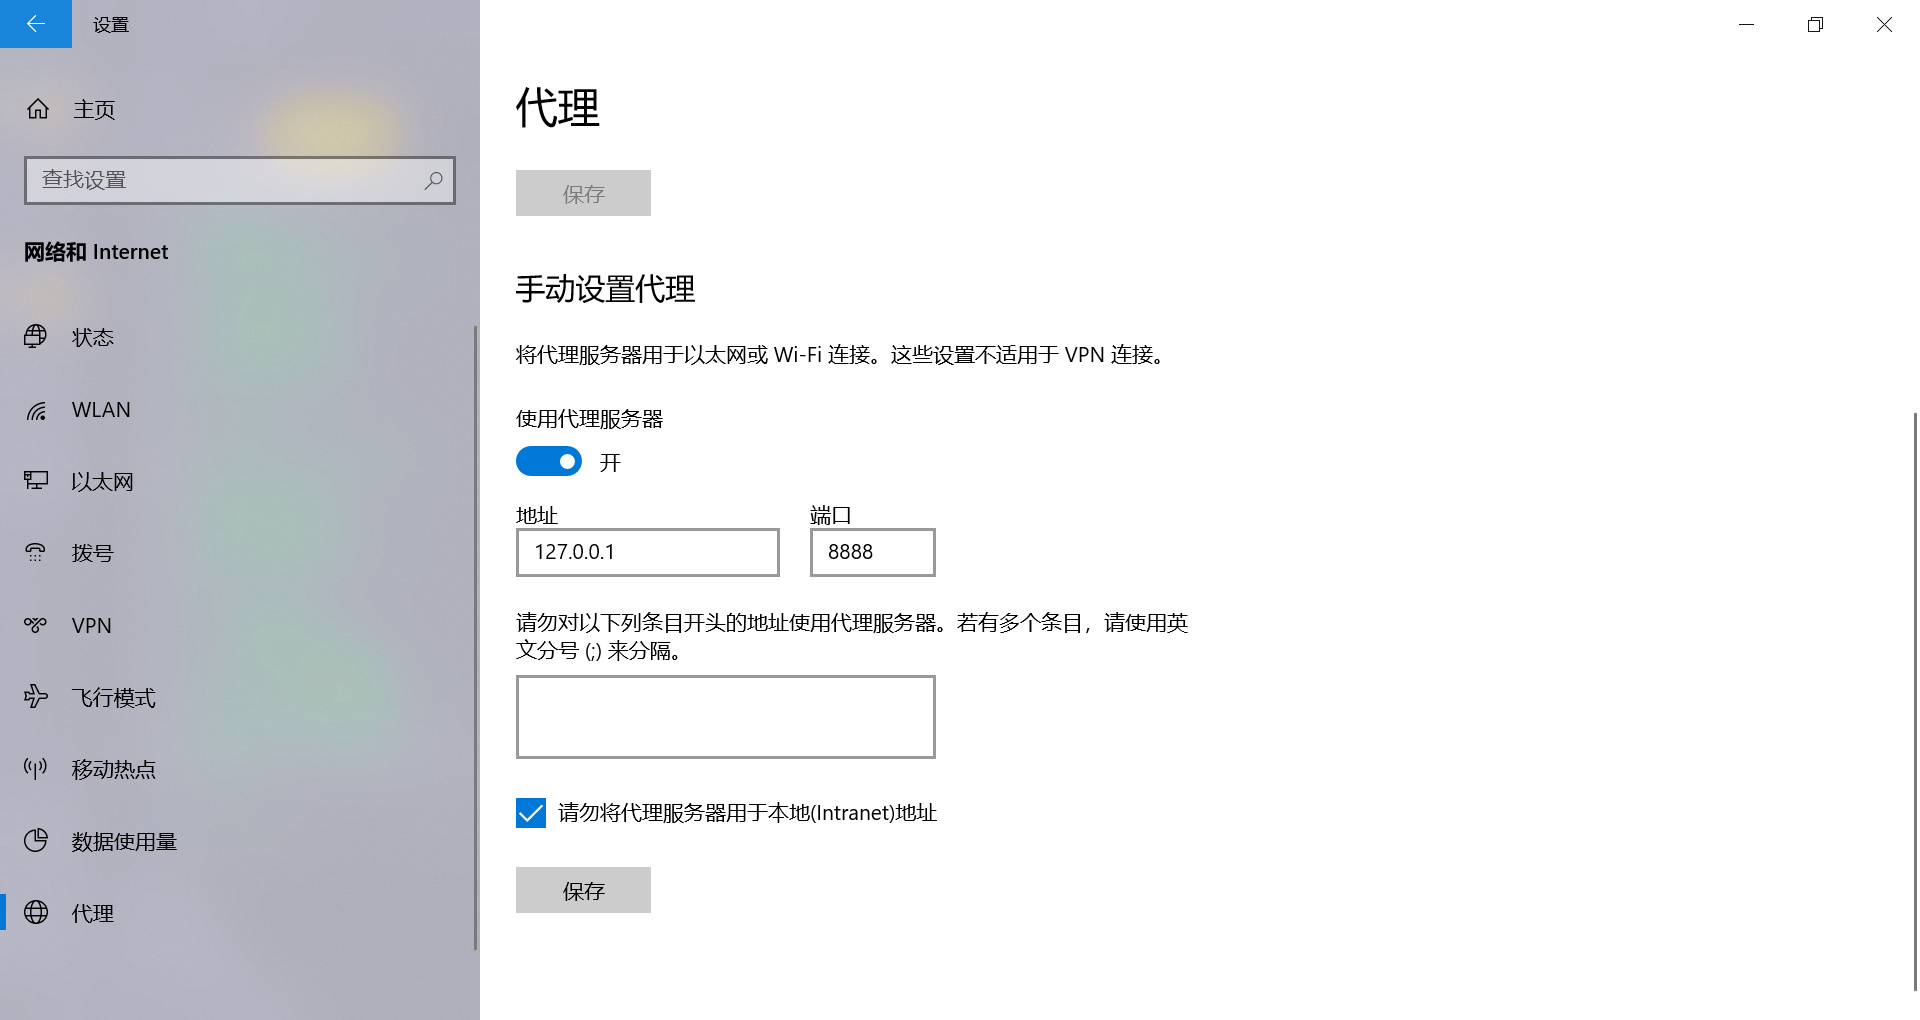 设置
主页
查找设置
网络和 Internet
状态
WLAN
以太网
拨号
VPN
飞行模式
移动热点
数据使用量
代理
代理
保存
手动设置代理
将代理服务器用于以太网或 Wi-Fi 连接。这些设置不适用于 VPN 连接。
使用代理服务器
开
地址
端口
127.0.0.1
8888
请勿对以下列条目开头的地址使用代理服务器。若有多个条目，请使用英
文分号 (;) 来分隔。
请勿将代理服务器用于本地(Intranet)地址
保存